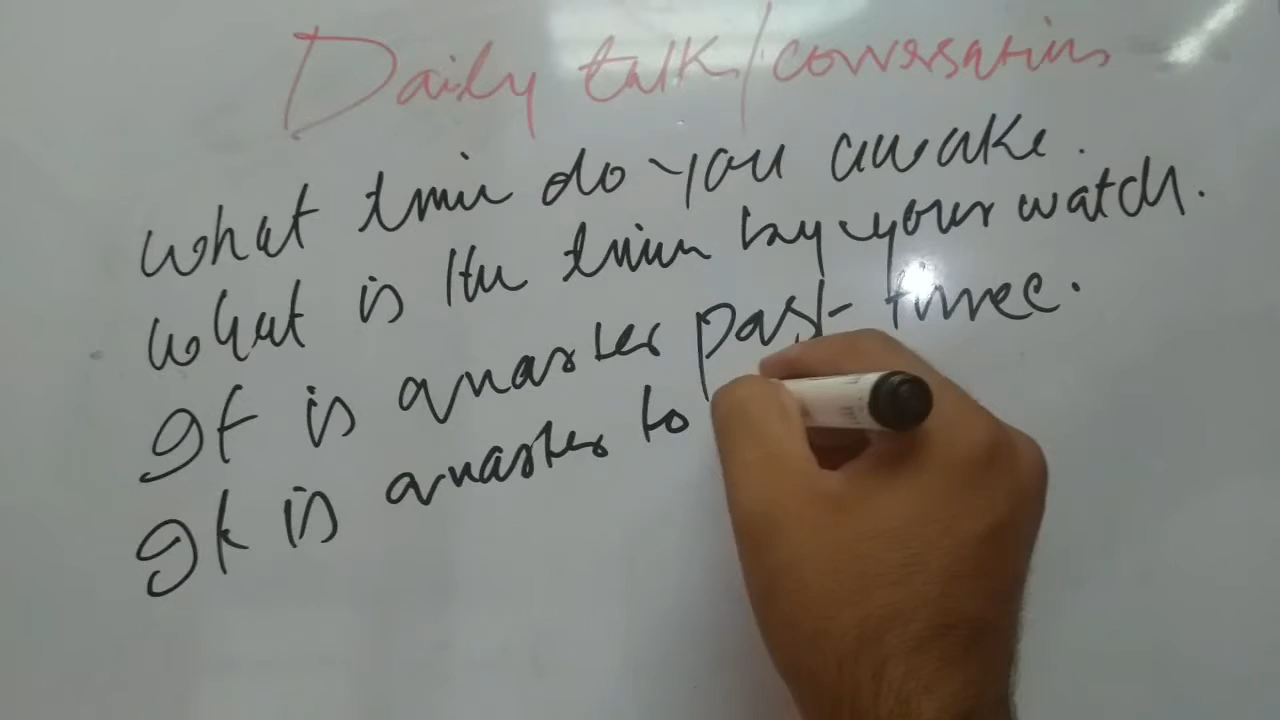 Daily talk/conversation
What time do you awake.
What is the time by your watch.
It is quarter past three.
It is quarter to